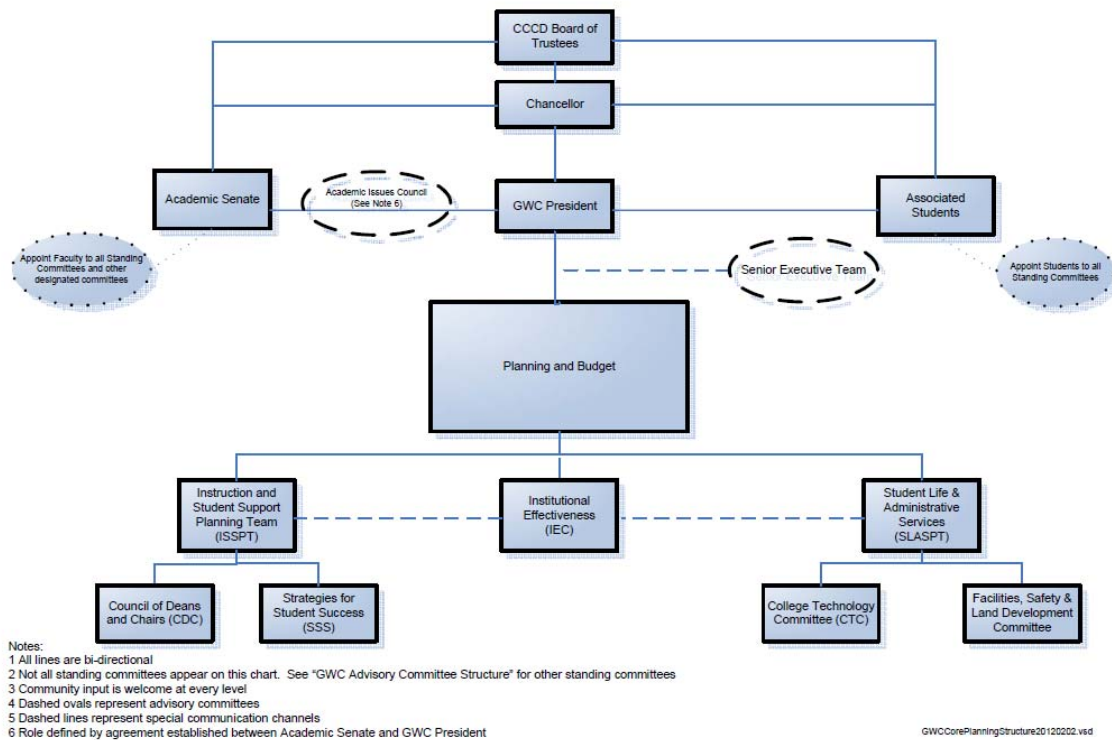 CCCD Board of
Trustees
Chancellor
Academic Senate
Academic Issues Council
(See Note 6)
GWC President
Associated
Students
Appoint Faculty to all Standing
Committees and other
designated committees
Senior Executive Team
Appoint Students to all
Standing Committees
Planning and Budget
Instruction and
Student Support
Planning Team
(ISSPT)
Institutional
Effectiveness
(IEC)
Student Life &
Administrative
Services
(SLASPT)
Council of Deans
and Chairs (CDC)
Strategies for
Student Success
(SSS)
College Technology
Committee (CTC)
Facilities, Safety &
Land Development
Committee
Notes:
1 All lines are bi-directional
2 Not all standing committees appear on this chart. See “GWC Advisory Committee Structure” for other standing committees
3 Community input is welcome at every level
4 Dashed ovals represent advisory committees
5 Dashed lines represent special communication channels
6 Role defined by agreement established between Academic Senate and GWC President
GWCCorePlanningStructure20120202.vsd